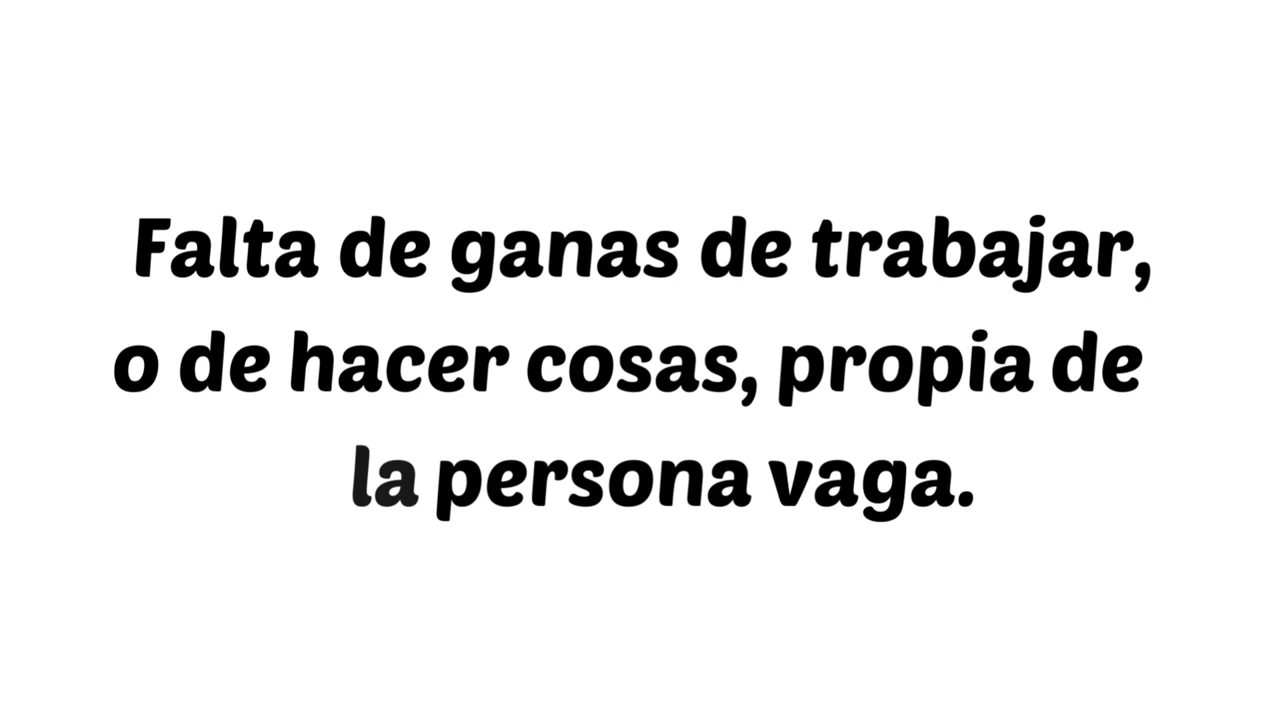 Falta de ganas de trabajar,
o de hacer cosas, propia de
la persona vaga.